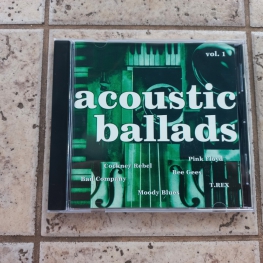 vol. 1
acoustic
ballads
Pink Floyd
Cockney Rebel
Bee Gees
Bad Company
T.REX
Moody Blues